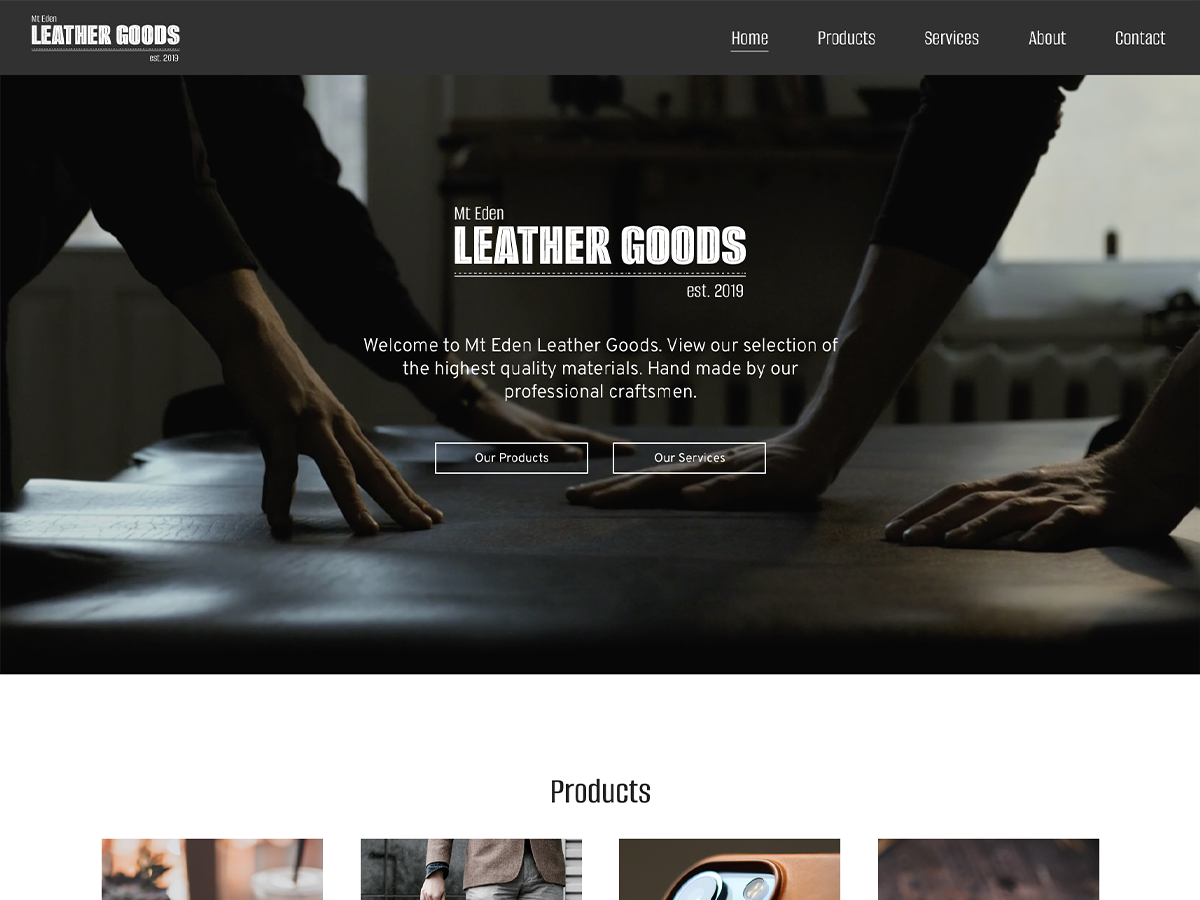 Mt Eden
LEATHER GOODS
est. 2019
Home Products Services About Contact
Mt Eden
LEATHER GOODS
est. 2019
Welcome to Mt Eden Leather Goods. View our selection of
the highest quality materials. Hand made by our
professional craftsmen.
Our Products Our Services
Products